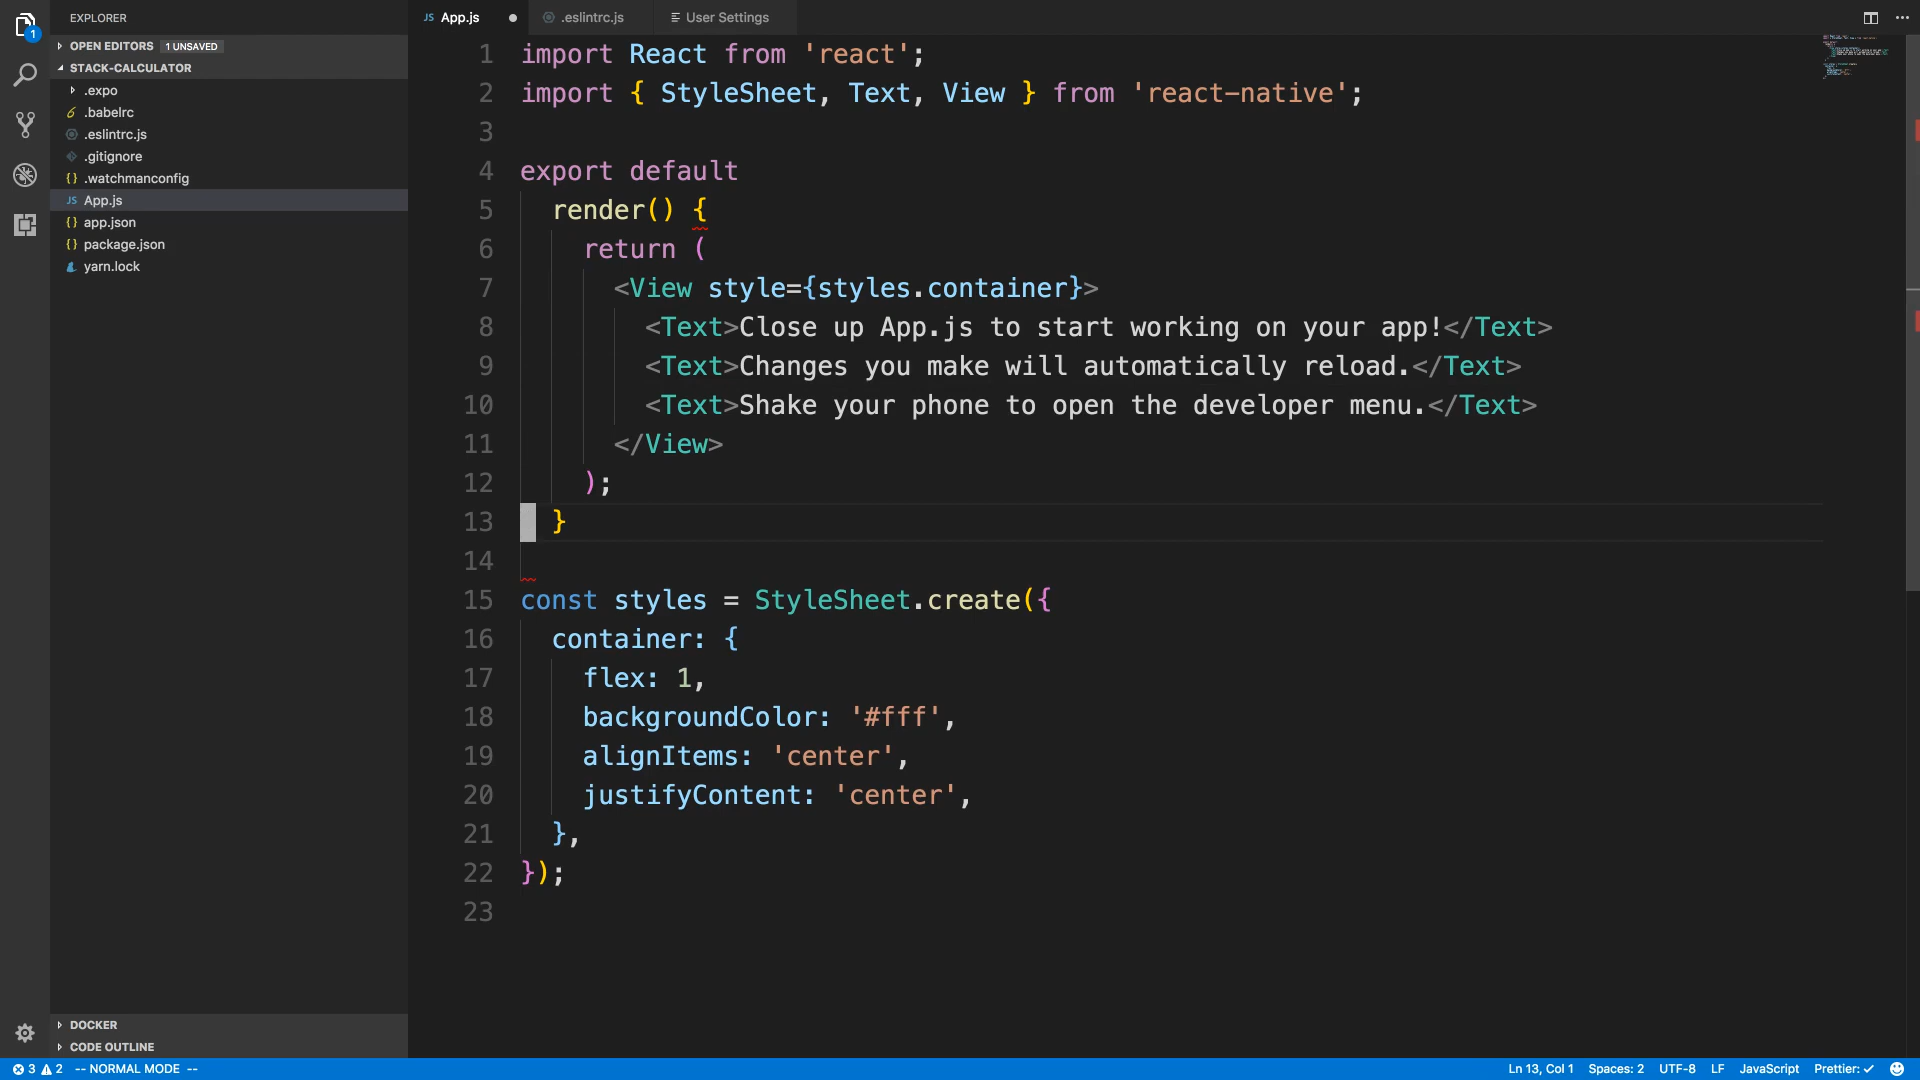 EXPLORER
OPEN EDITORS 1 UNSAVED
STACK-CALCULATOR
.expo
.babelrc
.eslintrc.js
.gitignore
{} .watchmanconfig
JS App.js
{} app.json
{} package.json
yarn.lock
DOCKER
CODE OUTLINE
1
JS App.js
.eslintrc.js
User Settings
1 import React from 'react';
2 import { StyleSheet, Text, View } from 'react-native';
3
4 export default
5 render() {
6 return (
7 <View style={styles.container}>
8 <Text>Close up App.js to start working on your app!</Text>
9 <Text>Changes you make will automatically reload.</Text>
10 <Text>Shake your phone to open the developer menu.</Text>
11 </View>
12 );
13 }
14
15 const styles = StyleSheet.create({
16 container: {
17 flex: 1,
18 backgroundColor: '#fff',
19 alignItems: 'center',
20 justifyContent: 'center',
21 },
22 });
23
3 2 -- NORMAL MODE -- Ln 13, Col 1 Spaces: 2 UTF-8 LF JavaScript Prettier: ✓